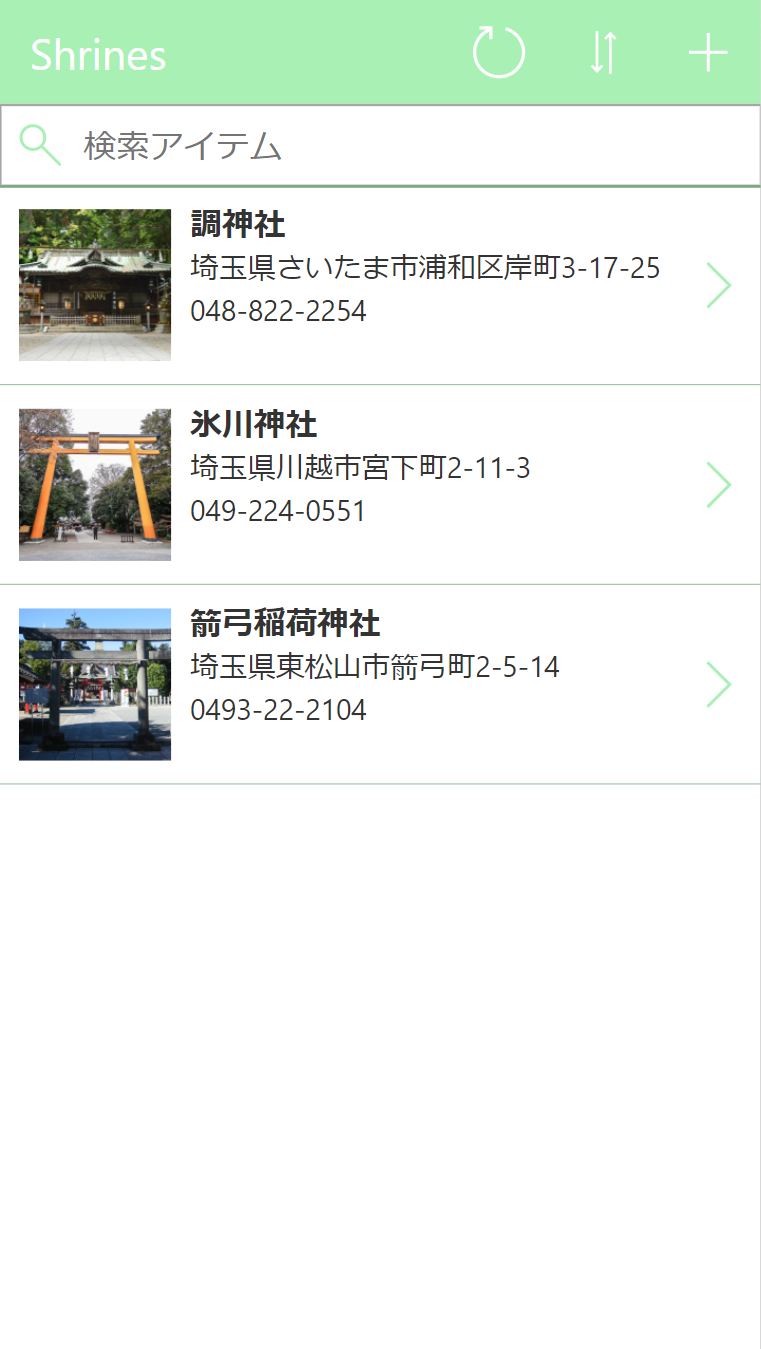 Shrines
検索アイテム
調神社
埼玉県さいたま市浦和区岸町3-17-25
048-822-2254
氷川神社
埼玉県川越市宮下町2-11-3
049-224-0551
箭弓稲荷神社
埼玉県東松山市箭弓町2-5-14
0493-22-2104